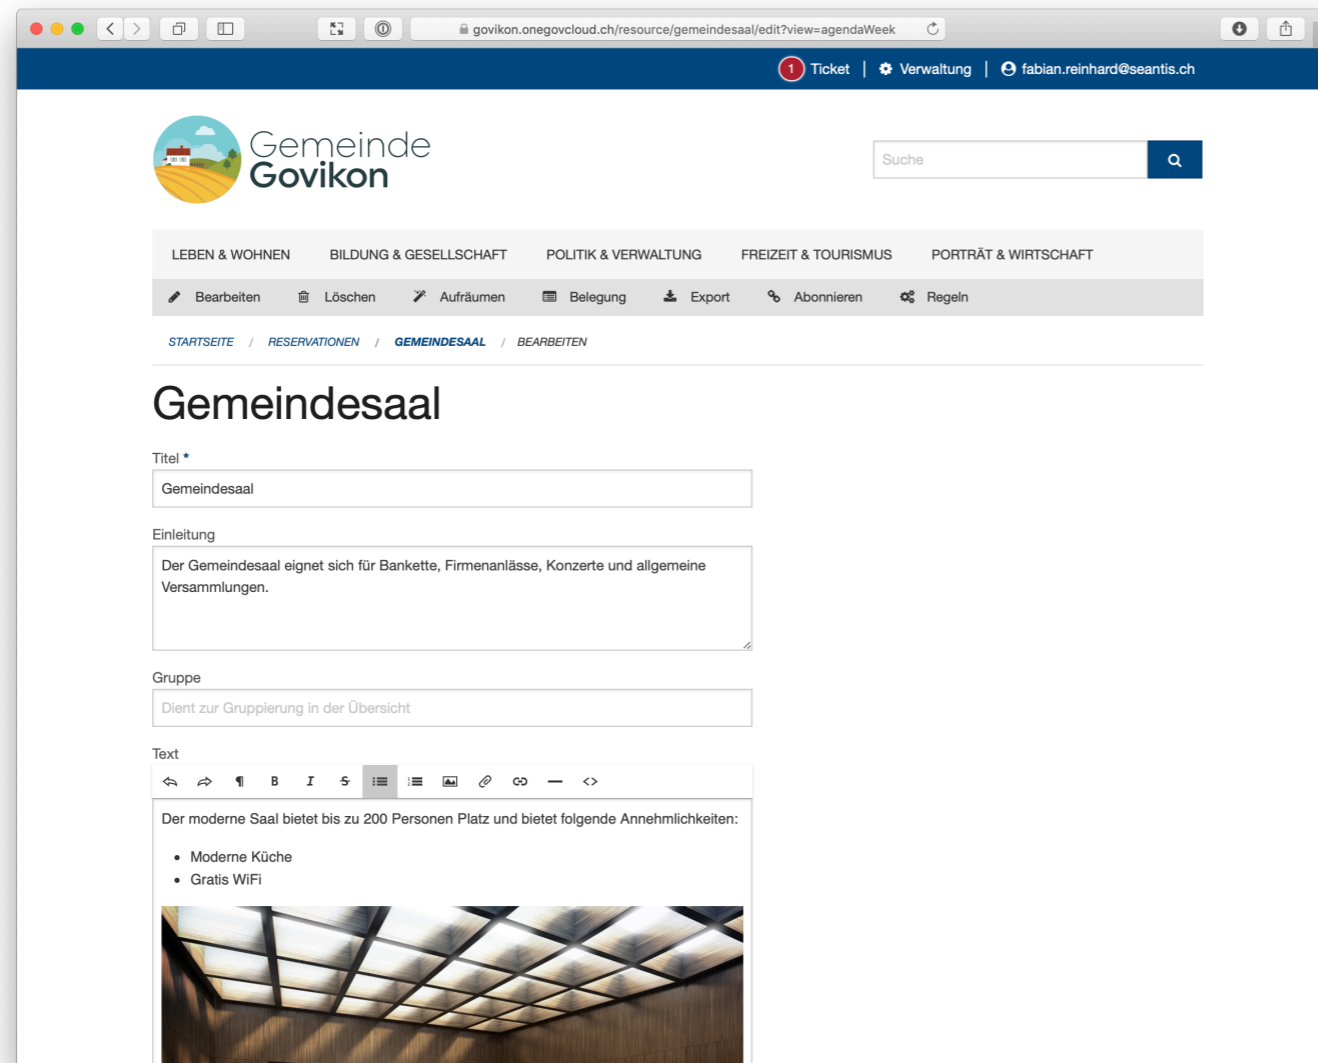 govikon.onegovcloud.ch/resource/gemeindesaal/edit?view=agendaWeek
1 Ticket | Verwaltung | fabian.reinhard@seantis.ch
Gemeinde
Govikon
Suche
LEBEN & WOHNEN BILDUNG & GESELLSCHAFT POLITIK & VERWALTUNG FREIZEIT & TOURISMUS PORTRÄT & WIRTSCHAFT
Bearbeiten Löschen Aufräumen Belegung Export Abonnieren Regeln
STARTSEITE / RESERVATIONEN / GEMEINDESAAL / BEARBEITEN
Gemeindesaal
Titel *
Gemeindesaal
Einleitung
Der Gemeindesaal eignet sich für Bankette, Firmenanlässe, Konzerte und allgemeine
Versammlungen.
Gruppe
Dient zur Gruppierung in der Übersicht
Text
¶ B I S <>
Der moderne Saal bietet bis zu 200 Personen Platz und bietet folgende Annehmlichkeiten:
• Moderne Küche
• Gratis WiFi